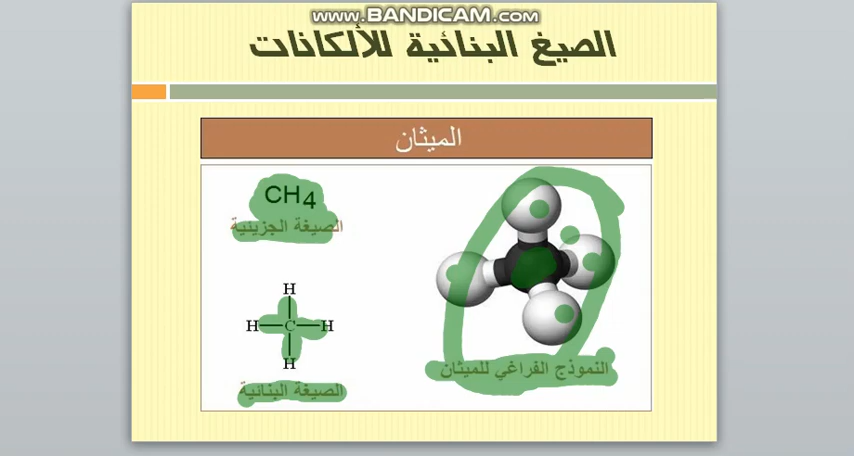 www.BANDICAM.com
الصيغ البنائية للألكانات
الميثان
CH4
الصيغة الجزيئية
H
H C H
H
الصيغة البنائية
النموذج الفراغي للميثان